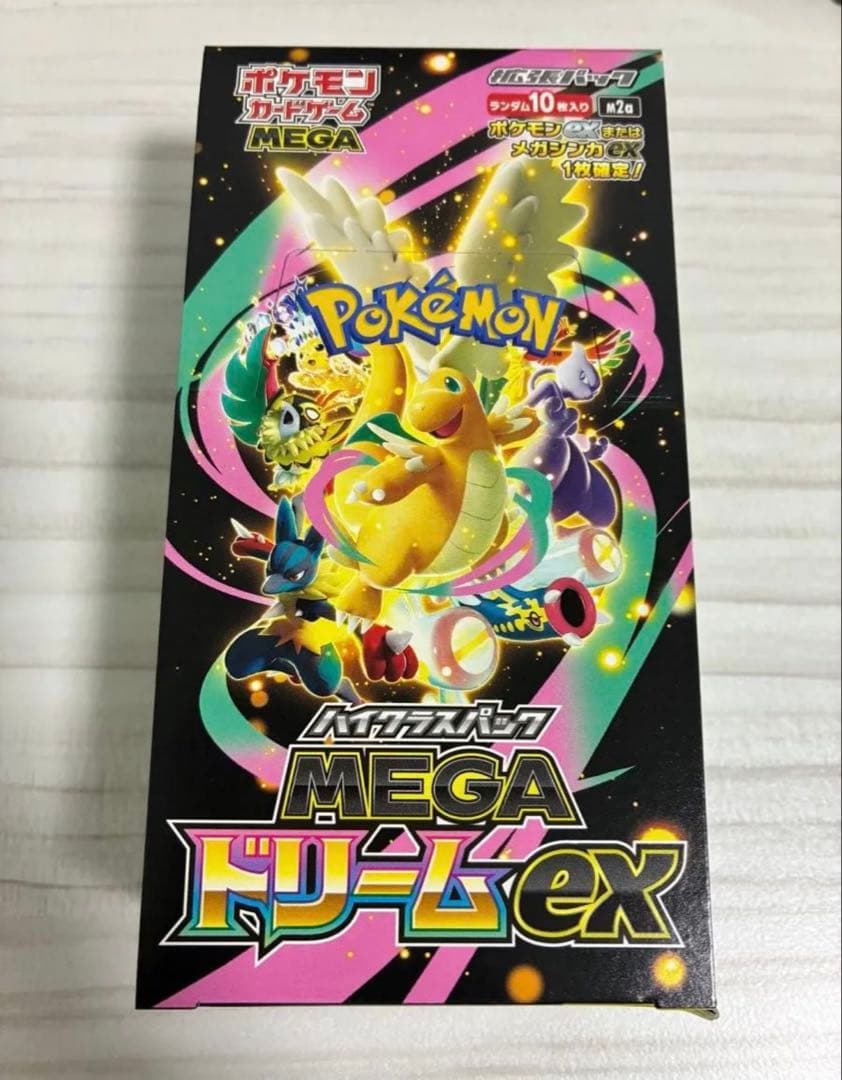 ポケモン
カードゲーム
MEGA
拡張パック
ランダム10枚入り
M2a
ポケモンexまたは
メガシンカex
1枚確定!
POKÉMON
ハイクラスパック
MEGA
ドリームex